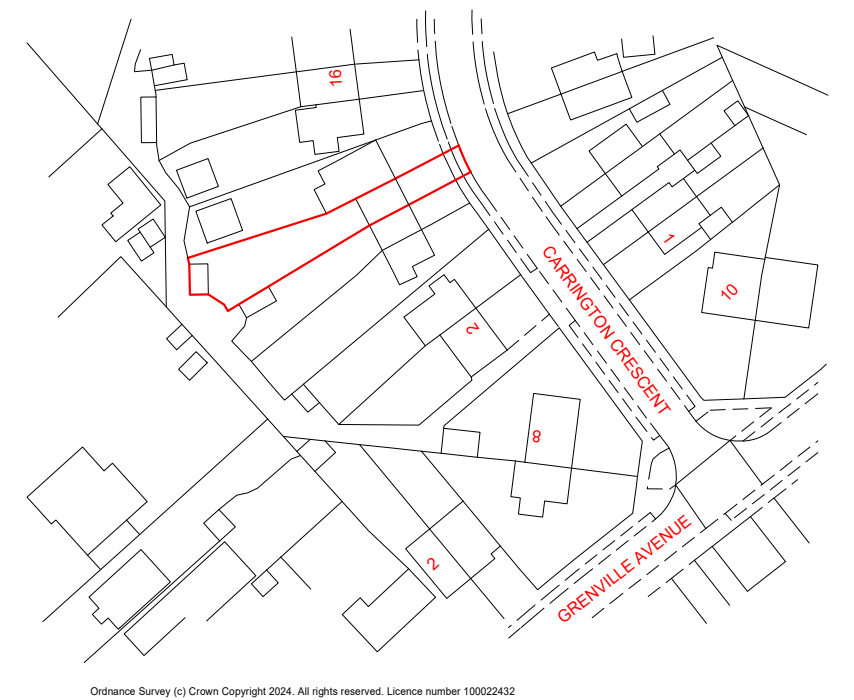 16
1
10
CARRINGTON CRESCENT
2
8
2
GRENVILLE AVENUE
Ordnance Survey (c) Crown Copyright 2024. All rights reserved. Licence number 100022432